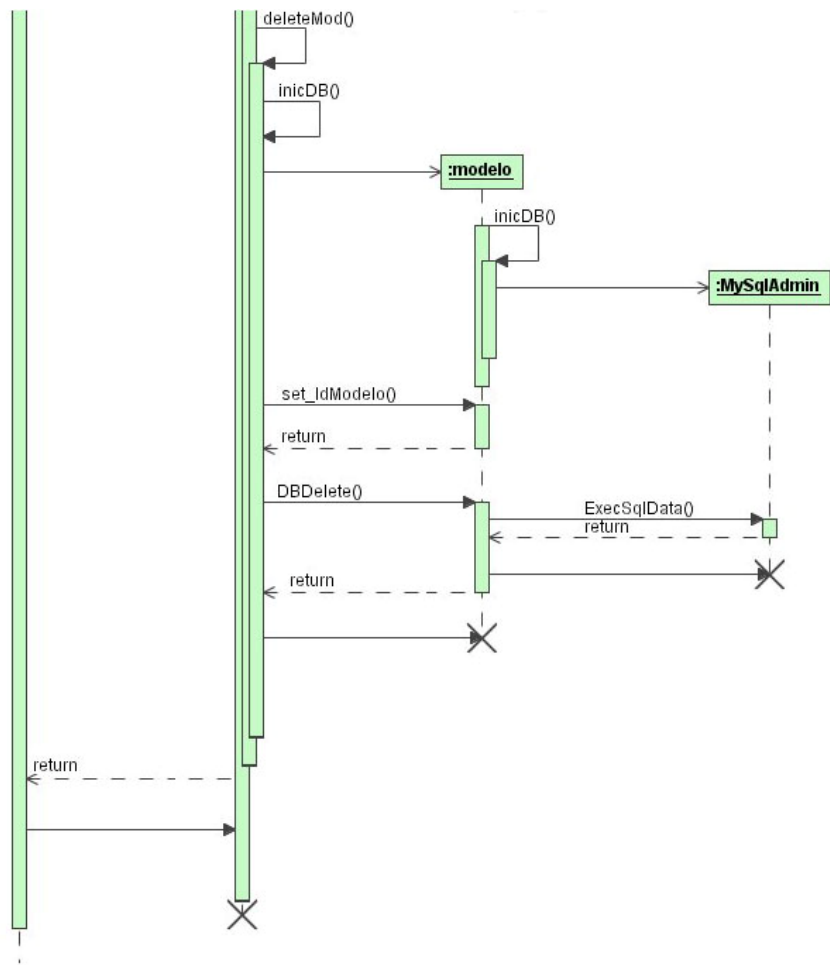 deleteMod()
inicDB()
:modelo
inicDB()
:MySqlAdmin
set_IdModelo()
return
DBDelete()
ExecSqlData()
return
return
return